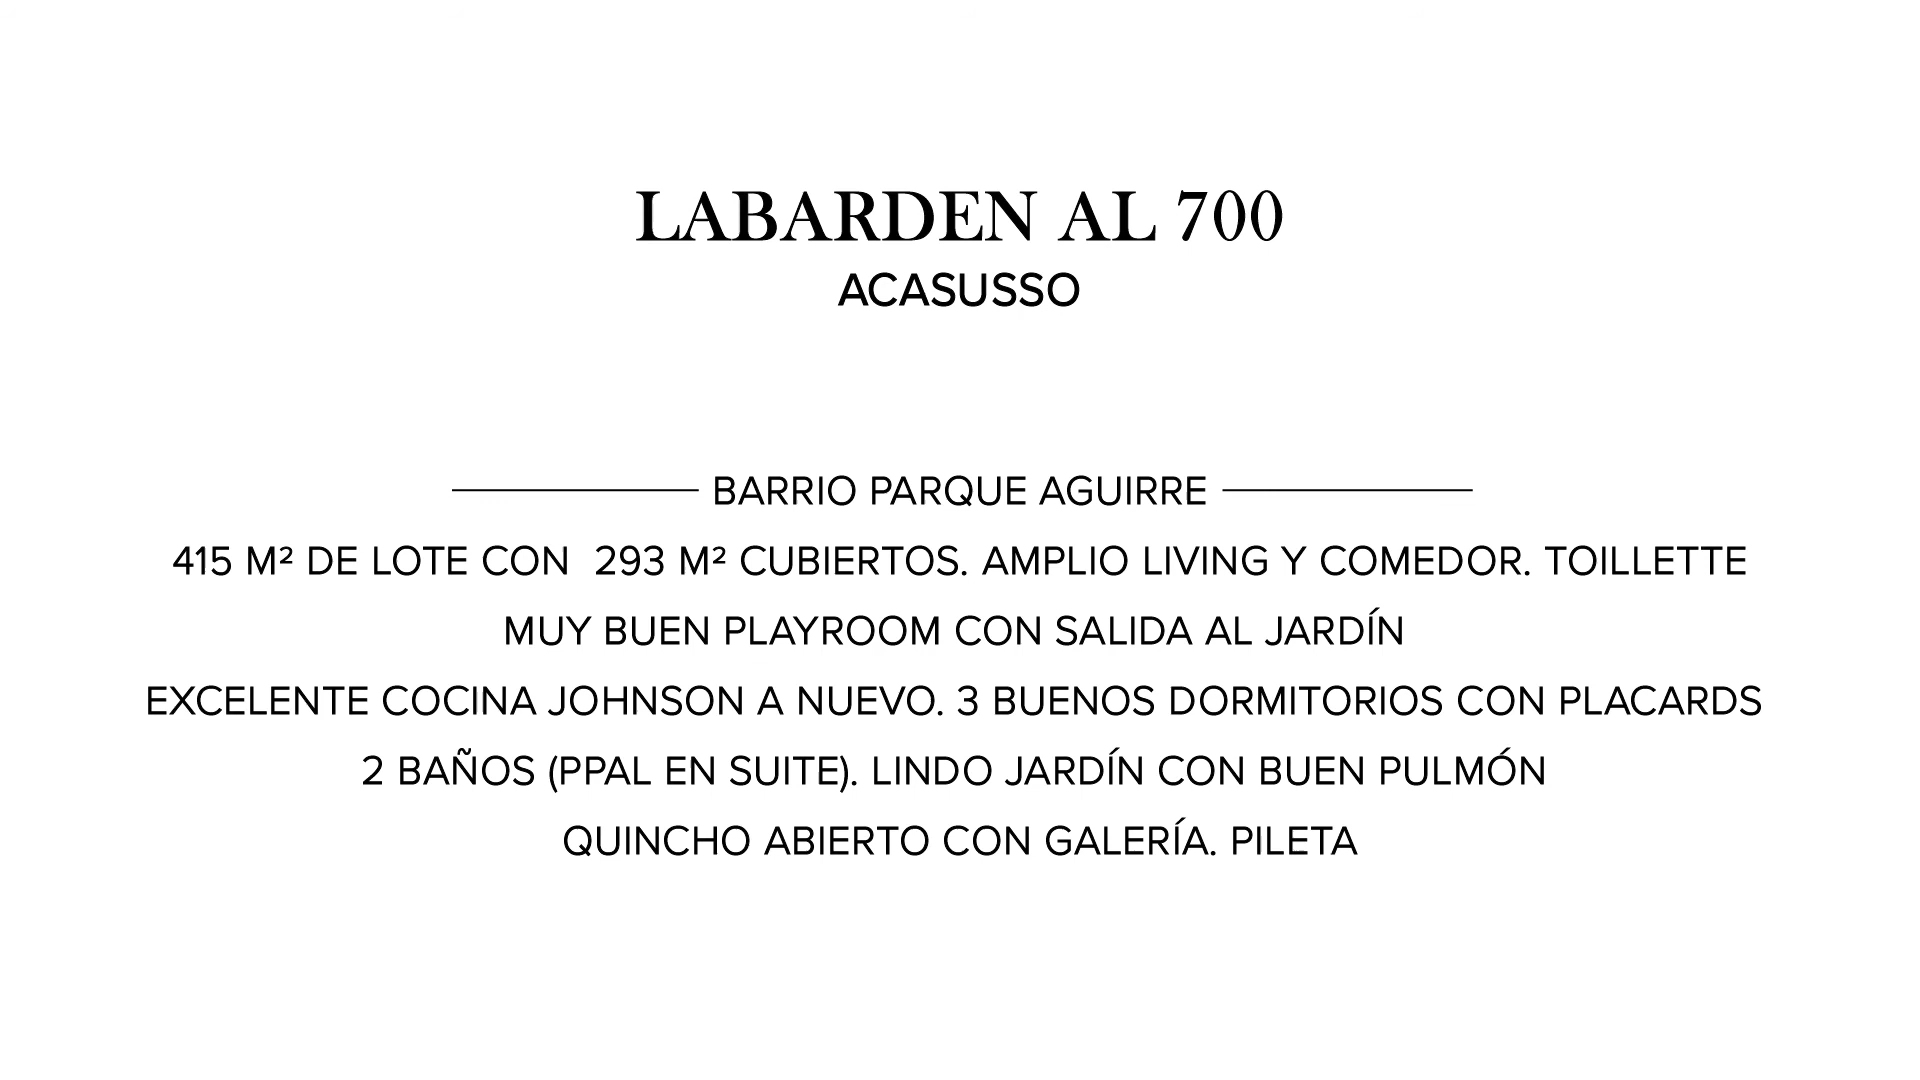 LABARDEN AL 700
ACASUSSO
BARRIO PARQUE AGUIRRE
415 M² DE LOTE CON  293 M² CUBIERTOS. AMPLIO LIVING Y COMEDOR. TOILLETTE
MUY BUEN PLAYROOM CON SALIDA AL JARDÍN
EXCELENTE COCINA JOHNSON A NUEVO. 3 BUENOS DORMITORIOS CON PLACARDS
2 BAÑOS (PPAL EN SUITE). LINDO JARDÍN CON BUEN PULMÓN
QUINCHO ABIERTO CON GALERÍA. PILETA